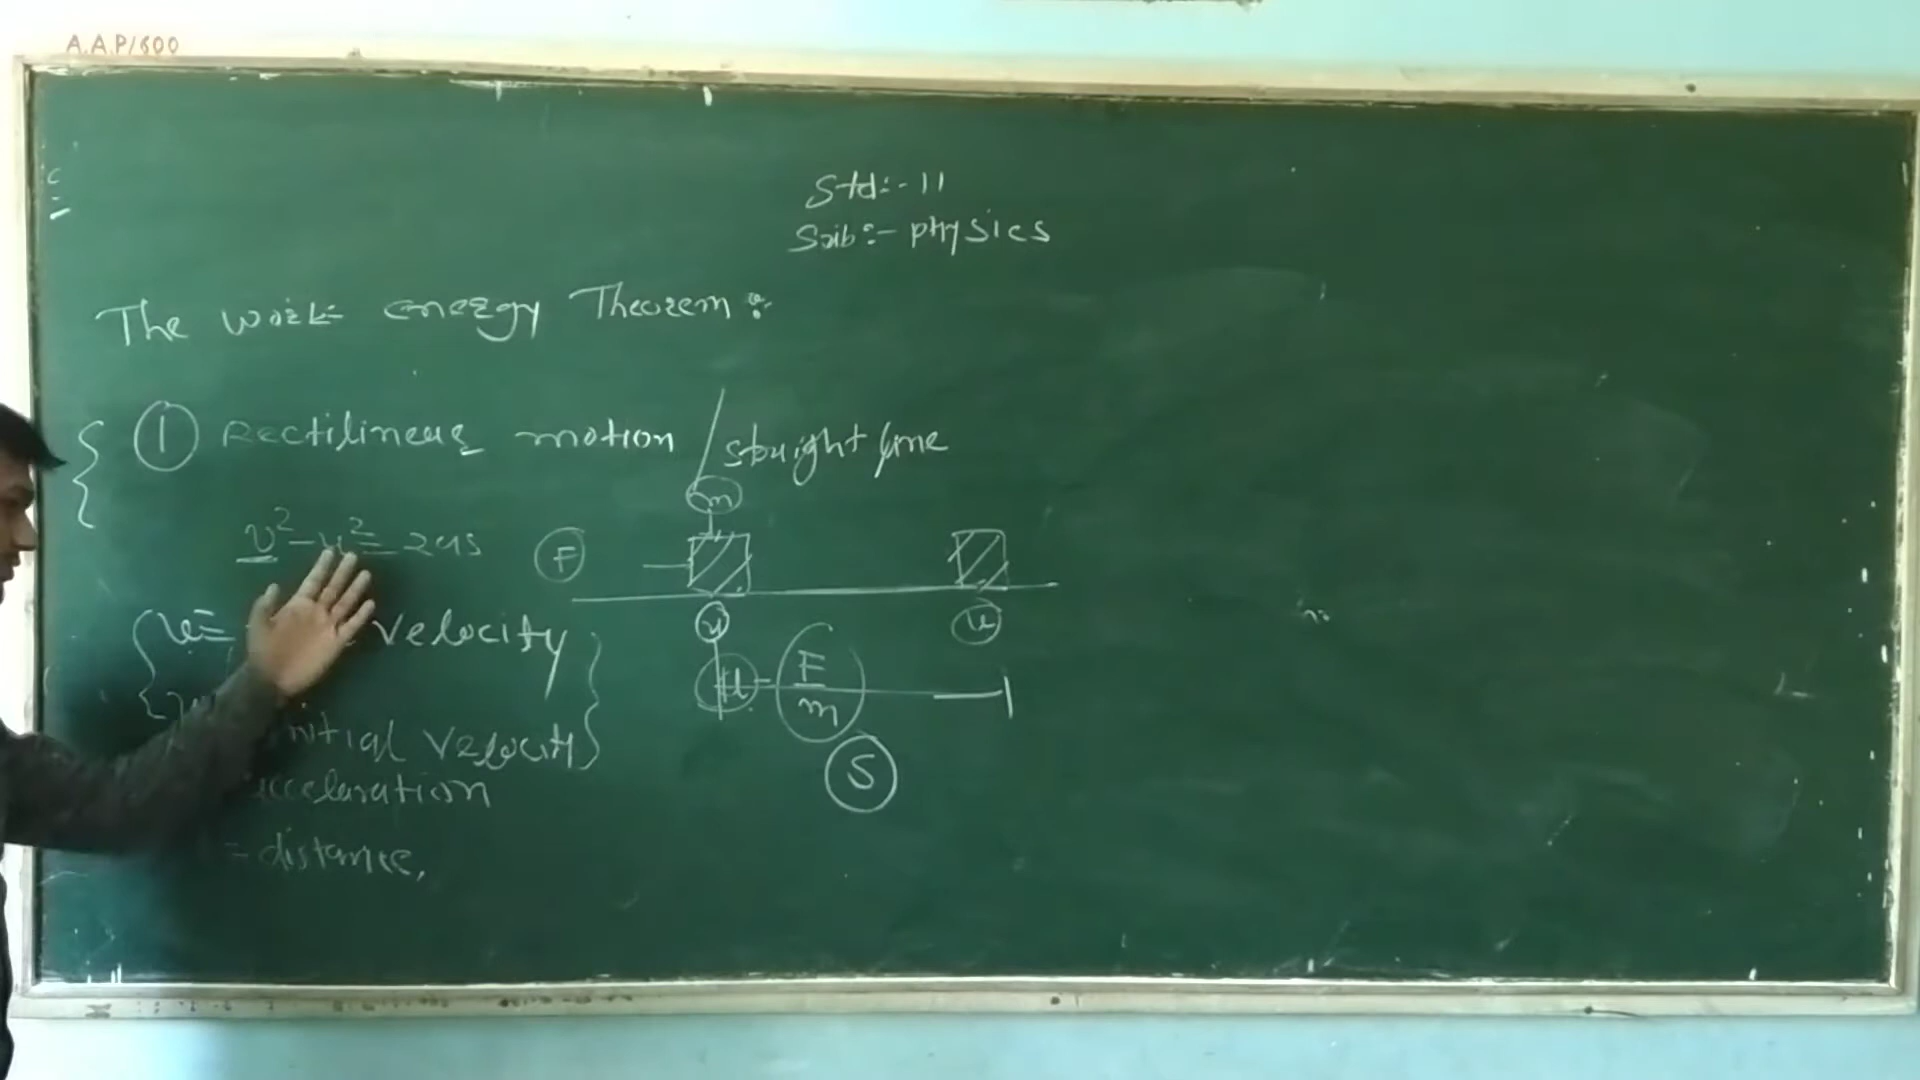 A.A.P/600
Std:- 11
Sub:- physics
The work energy Theorem:
① Rectilinear motion / straight line
m
v² - u² = 2as
F
v = velocity
u
F
m
initial velocity
S
accelaration
= distance,